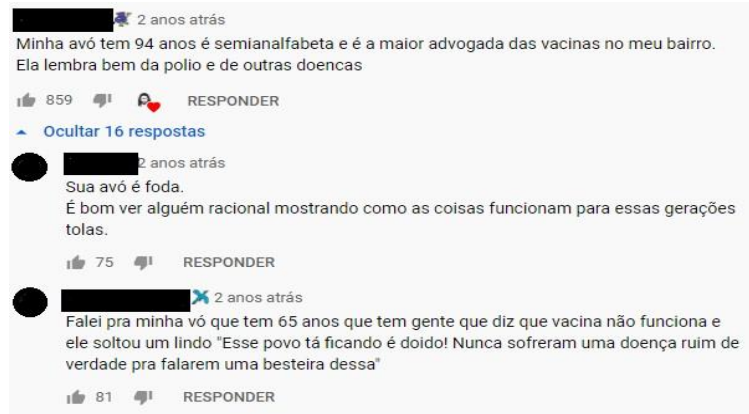 2 anos atrás
Minha avó tem 94 anos é semianalfabeta e é a maior advogada das vacinas no meu bairro.
Ela lembra bem da polio e de outras doencas
859 RESPONDER
Ocultar 16 respostas
2 anos atrás
Sua avó é foda.
É bom ver alguém racional mostrando como as coisas funcionam para essas gerações
tolas.
75 RESPONDER
2 anos atrás
Falei pra minha vó que tem 65 anos que tem gente que diz que vacina não funciona e
ele soltou um lindo "Esse povo tá ficando é doido! Nunca sofreram uma doença ruim de
verdade pra falarem uma besteira dessa"
81 RESPONDER